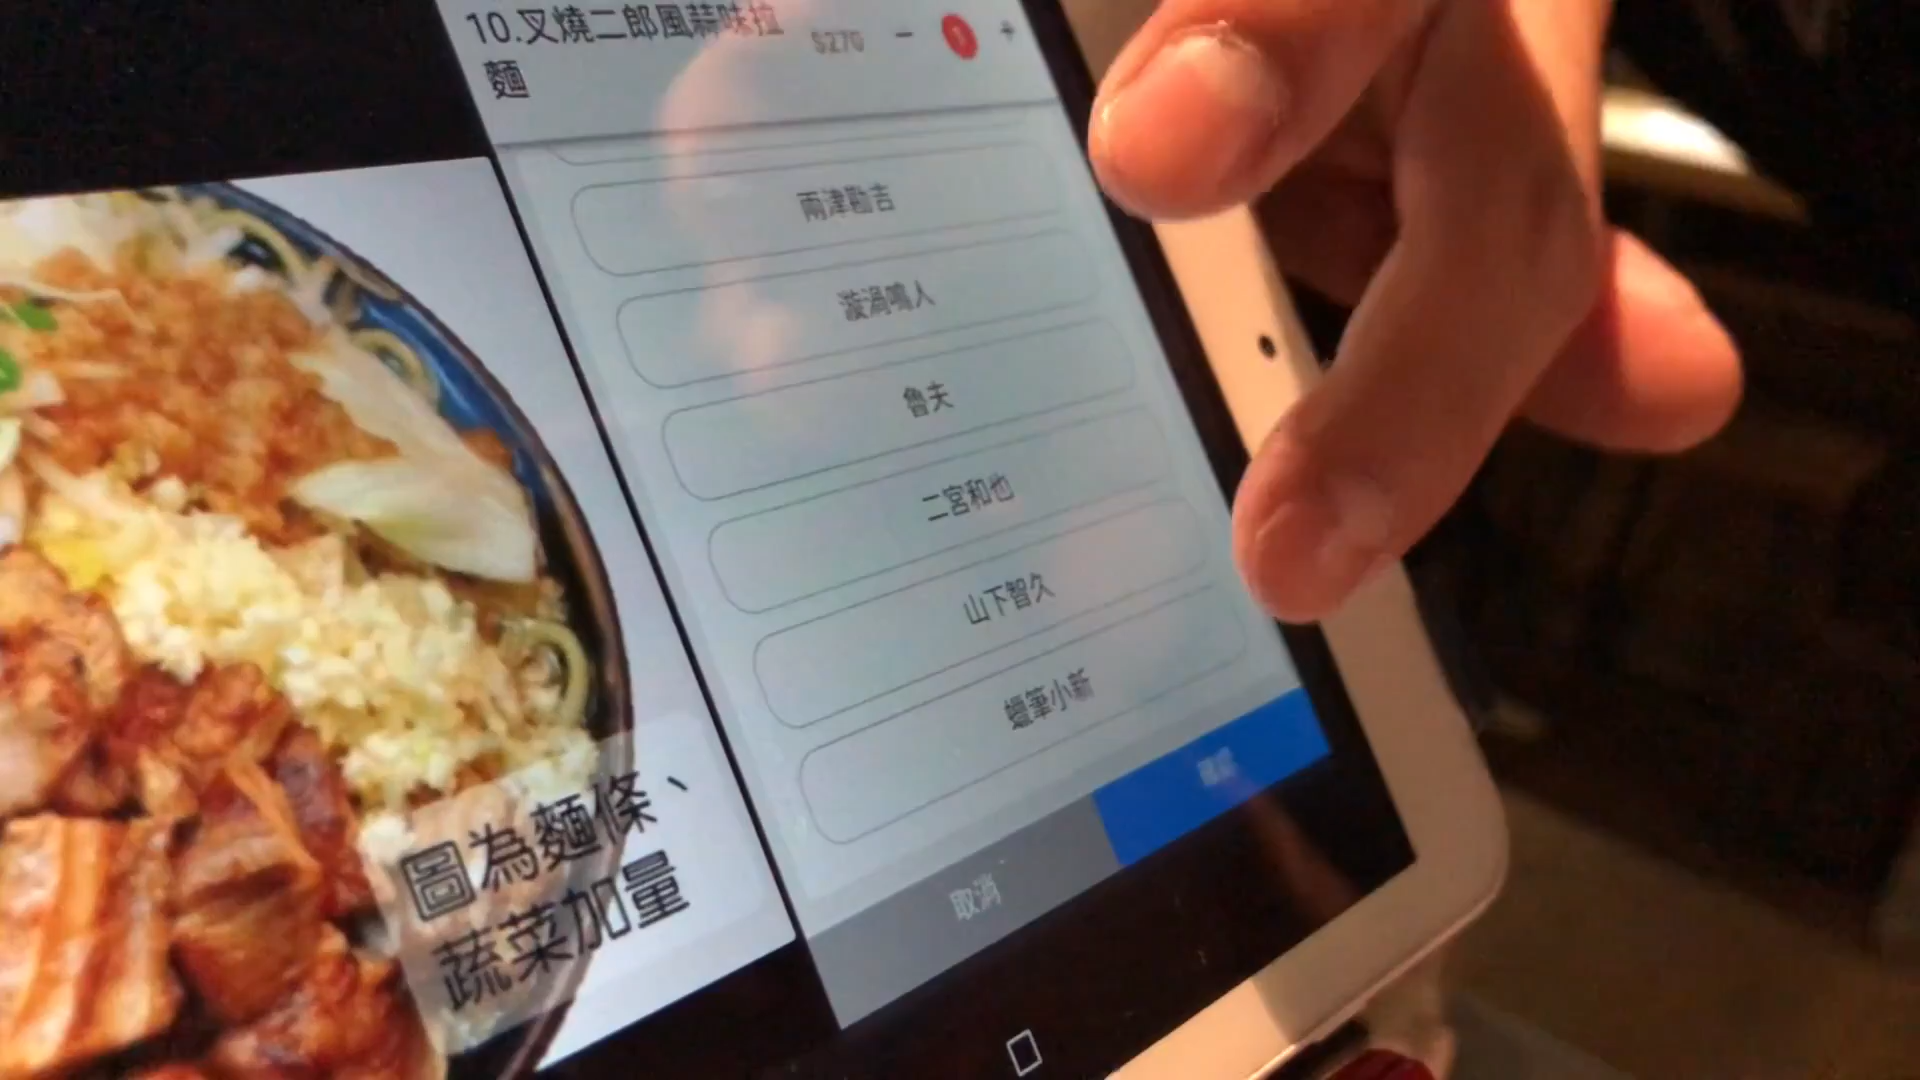 10.叉燒二郎風蒜味拉
麵
$270
－
1
+
兩津勘吉
漩渦鳴人
魯夫
二宮和也
山下智久
蠟筆小新
取消
確認
圖為麵條、
蔬菜加量